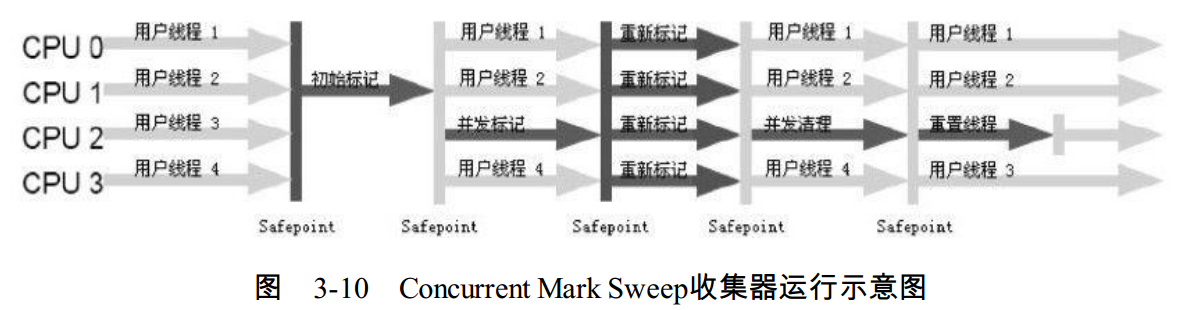 CPU 0 用户线程 1 用户线程 1 重新标记 用户线程 1 用户线程 1
CPU 1 用户线程 2 初始标记 用户线程 2 重新标记 用户线程 2 用户线程 2
CPU 2 用户线程 3 并发标记 重新标记 并发清理 重置线程
CPU 3 用户线程 4 用户线程 4 重新标记 用户线程 4 用户线程 3
Safepoint Safepoint Safepoint Safepoint Safepoint
图 3-10 Concurrent Mark Sweep收集器运行示意图